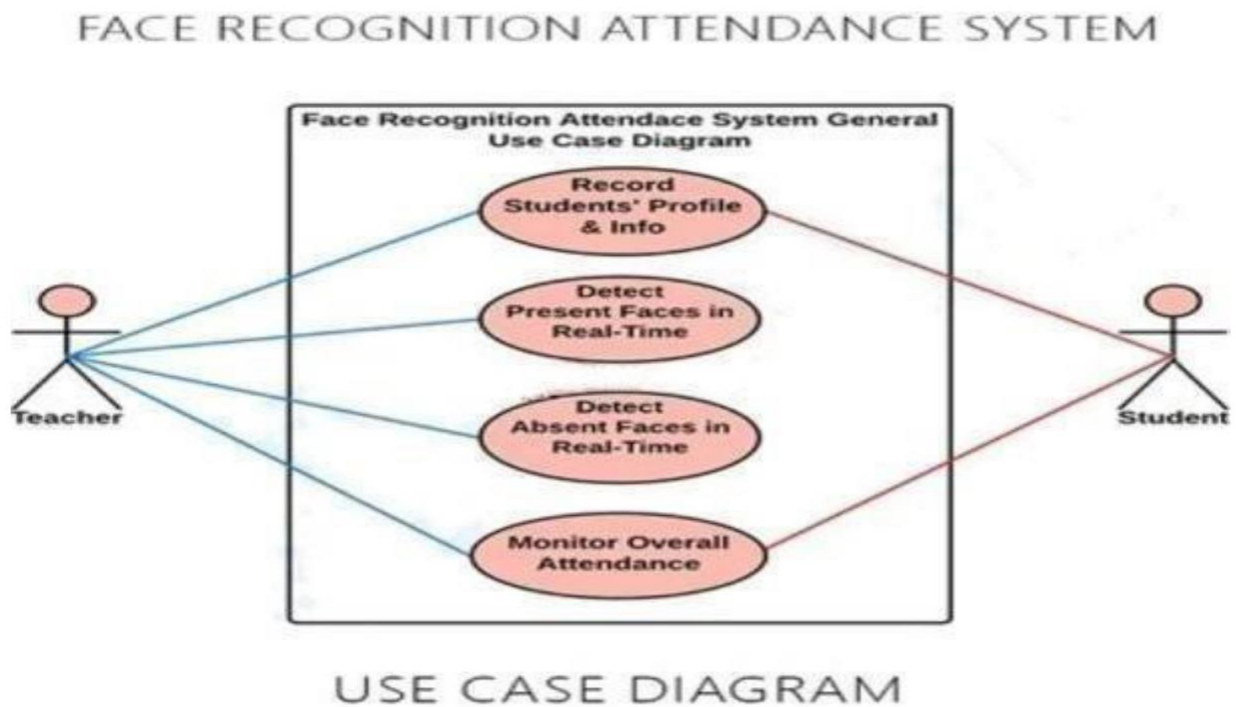 FACE RECOGNITION ATTENDANCE SYSTEM
Face Recognition Attendace System General
Use Case Diagram
Record
Students' Profile
& Info
Detect
Present Faces in
Real-Time
Detect
Absent Faces in
Real-Time
Monitor Overall
Attendance
Teacher
Student
USE CASE DIAGRAM